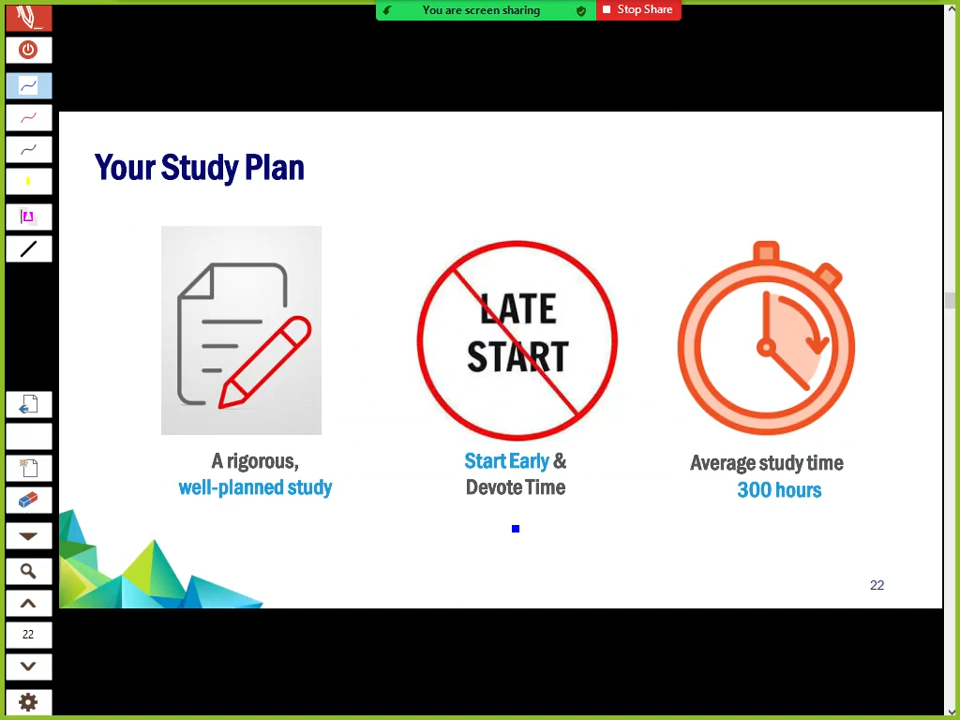 You are screen sharing
Stop Share
Your Study Plan
LATE
START
A rigorous,
well-planned study
Start Early &
Devote Time
Average study time
300 hours
22
22